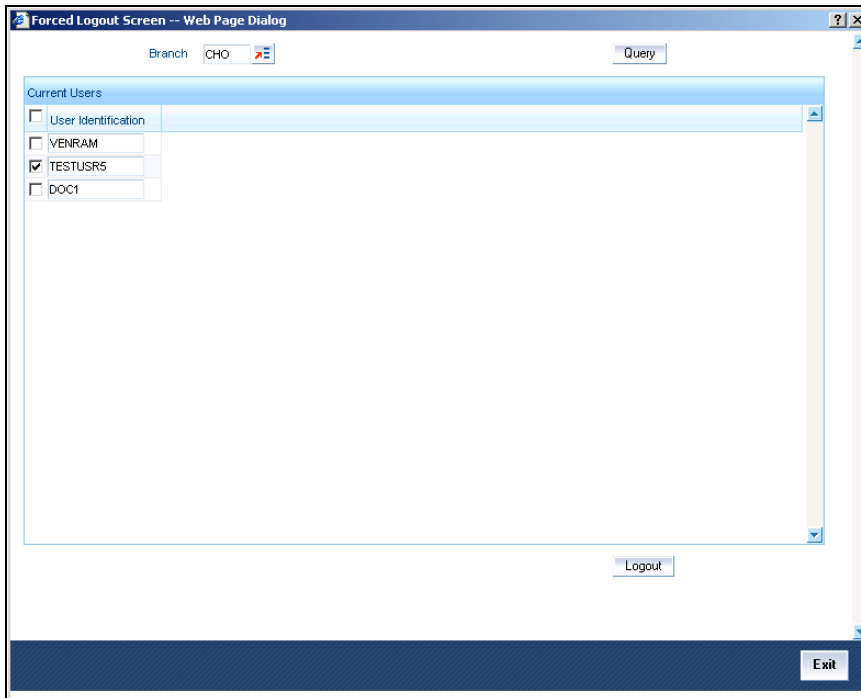 Forced Logout Screen -- Web Page Dialog
Branch CHO Query
Current Users
User Identification
VENRAM
TESTUSR5
DOC1
Logout
Exit